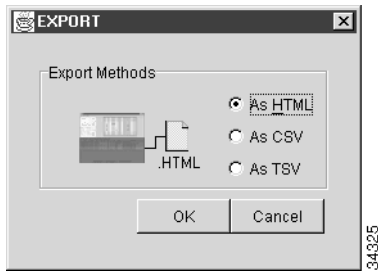 EXPORT
Export Methods
As HTML
As CSV
.HTML
As TSV
OK
Cancel
34325